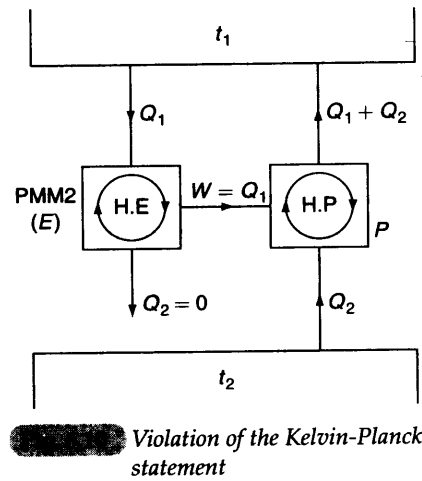 t₁
Q₁
Q₁ + Q₂
PMM2
(E)
H.E
W = Q₁
H.P
P
Q₂ = 0
Q₂
t₂
Violation of the Kelvin-Planck
statement